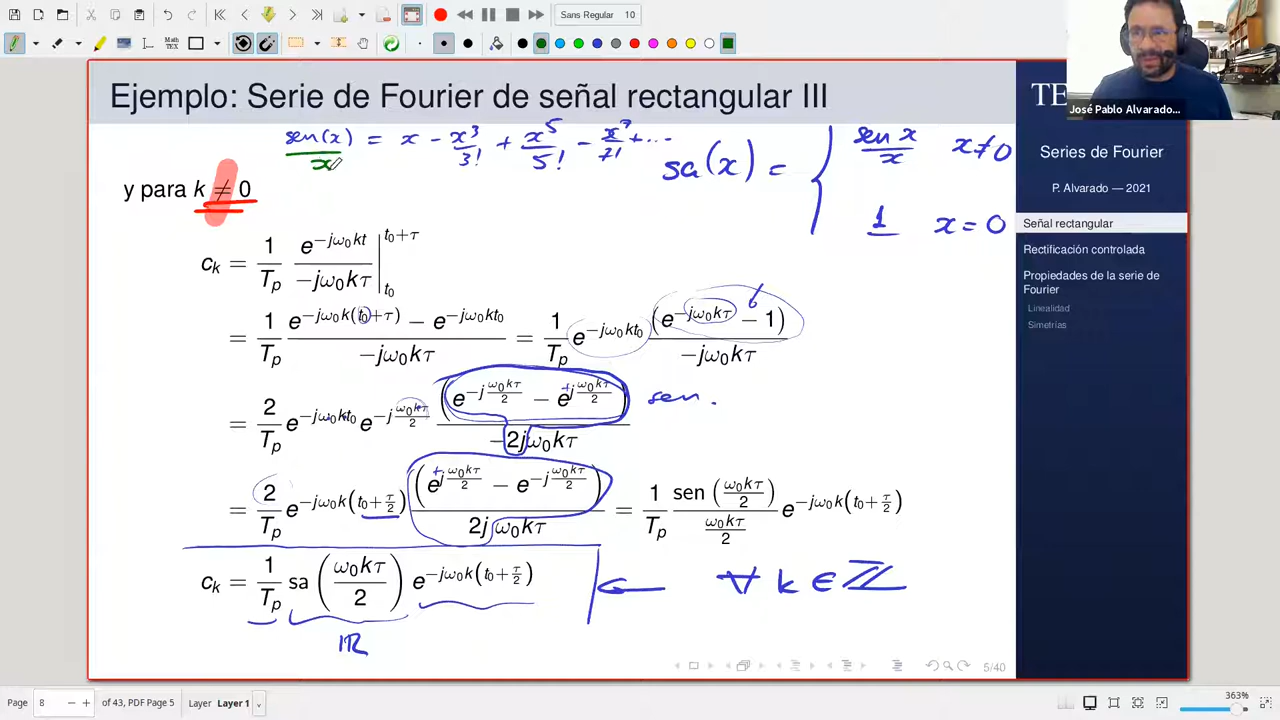 Sans Regular 10
Math
TEX
José Pablo Alvarado...
Ejemplo: Serie de Fourier de señal rectangular III
TE
Series de Fourier
P. Alvarado — 2021
Señal rectangular
Rectificación controlada
Propiedades de la serie de
Fourier
Linealidad
Simetrías
sen(x)/x = x - x³/3! + x⁵/5! - x⁷/7! + ...
sa(x) = { sen x/x x≠0
1 x = 0
y para k ≠ 0
c_k = 1/T_p e^{-jω₀kt}/(-jω₀kτ) |_{t₀}^{t₀+τ}
= 1/T_p (e^{-jω₀k(t₀+τ)} − e^{-jω₀kt₀})/(-jω₀kτ) = 1/T_p e^{-jω₀kt₀} (e^{-jω₀kτ} − 1)/(-jω₀kτ)
= 2/T_p e^{-jω₀kt₀} e^{-j ω₀kτ/2} (e^{-j ω₀kτ/2} − e^{+j ω₀kτ/2})/(-2jω₀kτ) sen.
= 2/T_p e^{-jω₀k(t₀+τ/2)} (e^{+j ω₀kτ/2} − e^{-j ω₀kτ/2})/(2jω₀kτ) = 1/T_p sen(ω₀kτ/2)/(ω₀kτ/2) e^{-jω₀k(t₀+τ/2)}
c_k = 1/T_p sa(ω₀kτ/2) e^{-jω₀k(t₀+τ/2)} ← ∀ k ∈ ℤ
ℝ
5/40
Page 8 of 43, PDF Page 5 Layer Layer 1 363%